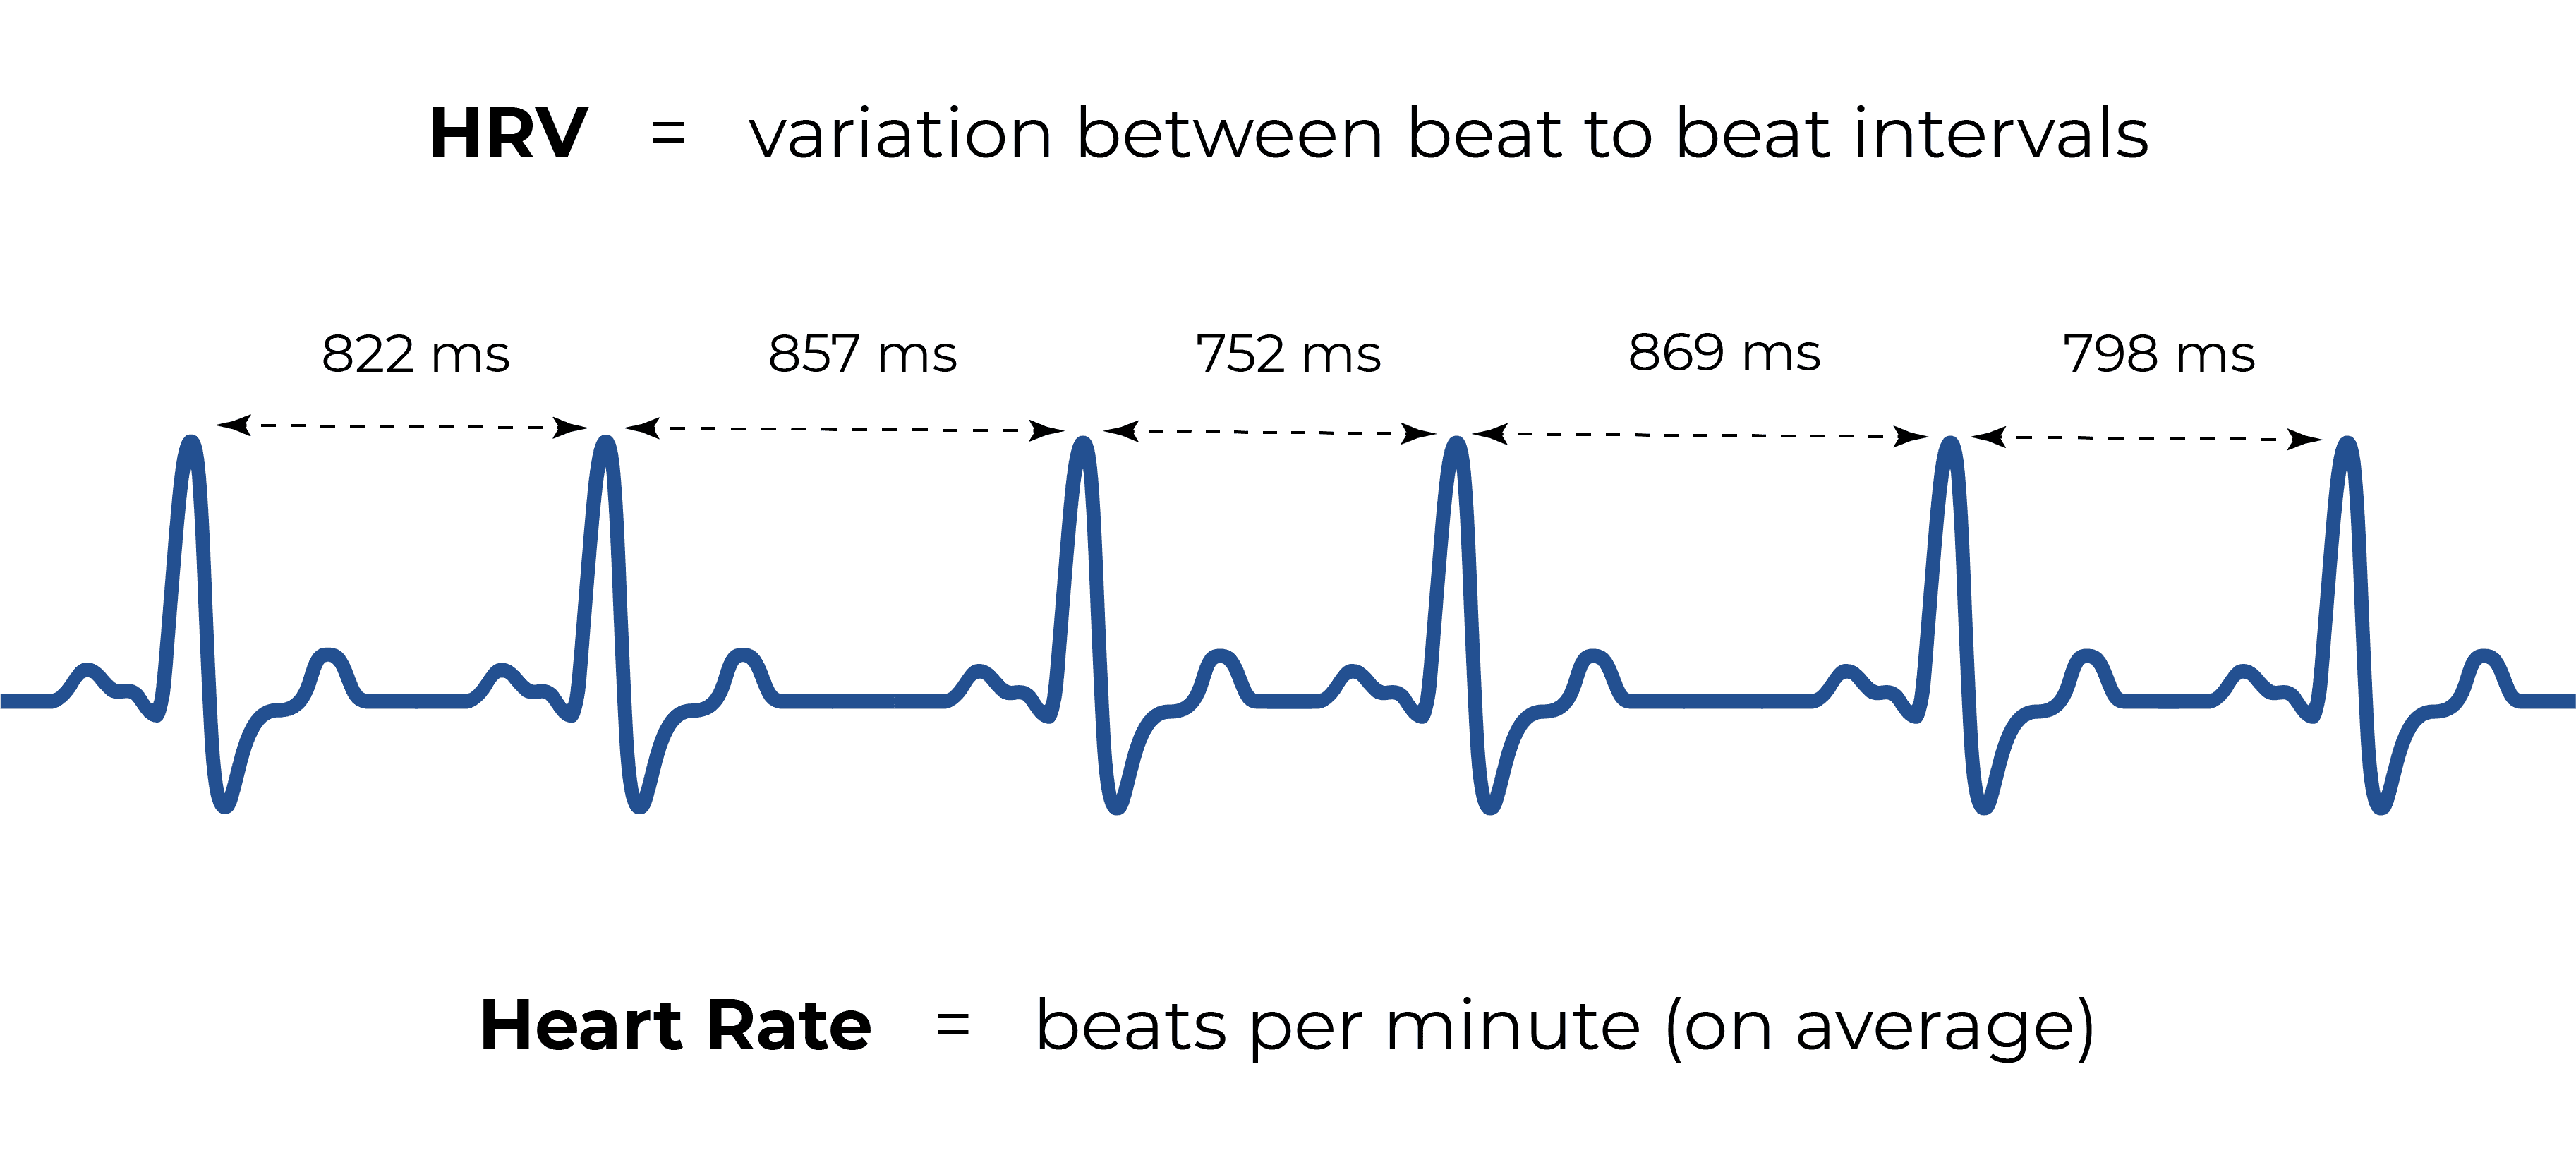 HRV = variation between beat to beat intervals
822 ms 857 ms 752 ms 869 ms 798 ms
Heart Rate = beats per minute (on average)